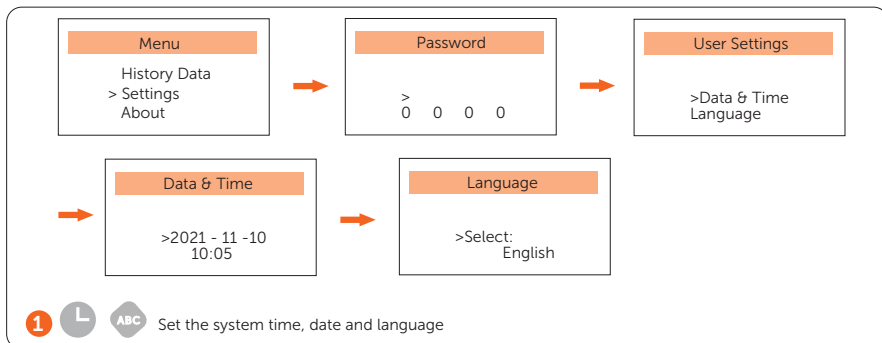 Menu
History Data
> Settings
About
Password
>
0 0 0 0
User Settings
>Data & Time
Language
Data & Time
>2021 - 11 -10
10:05
Language
>Select:
English
1 ABC Set the system time, date and language